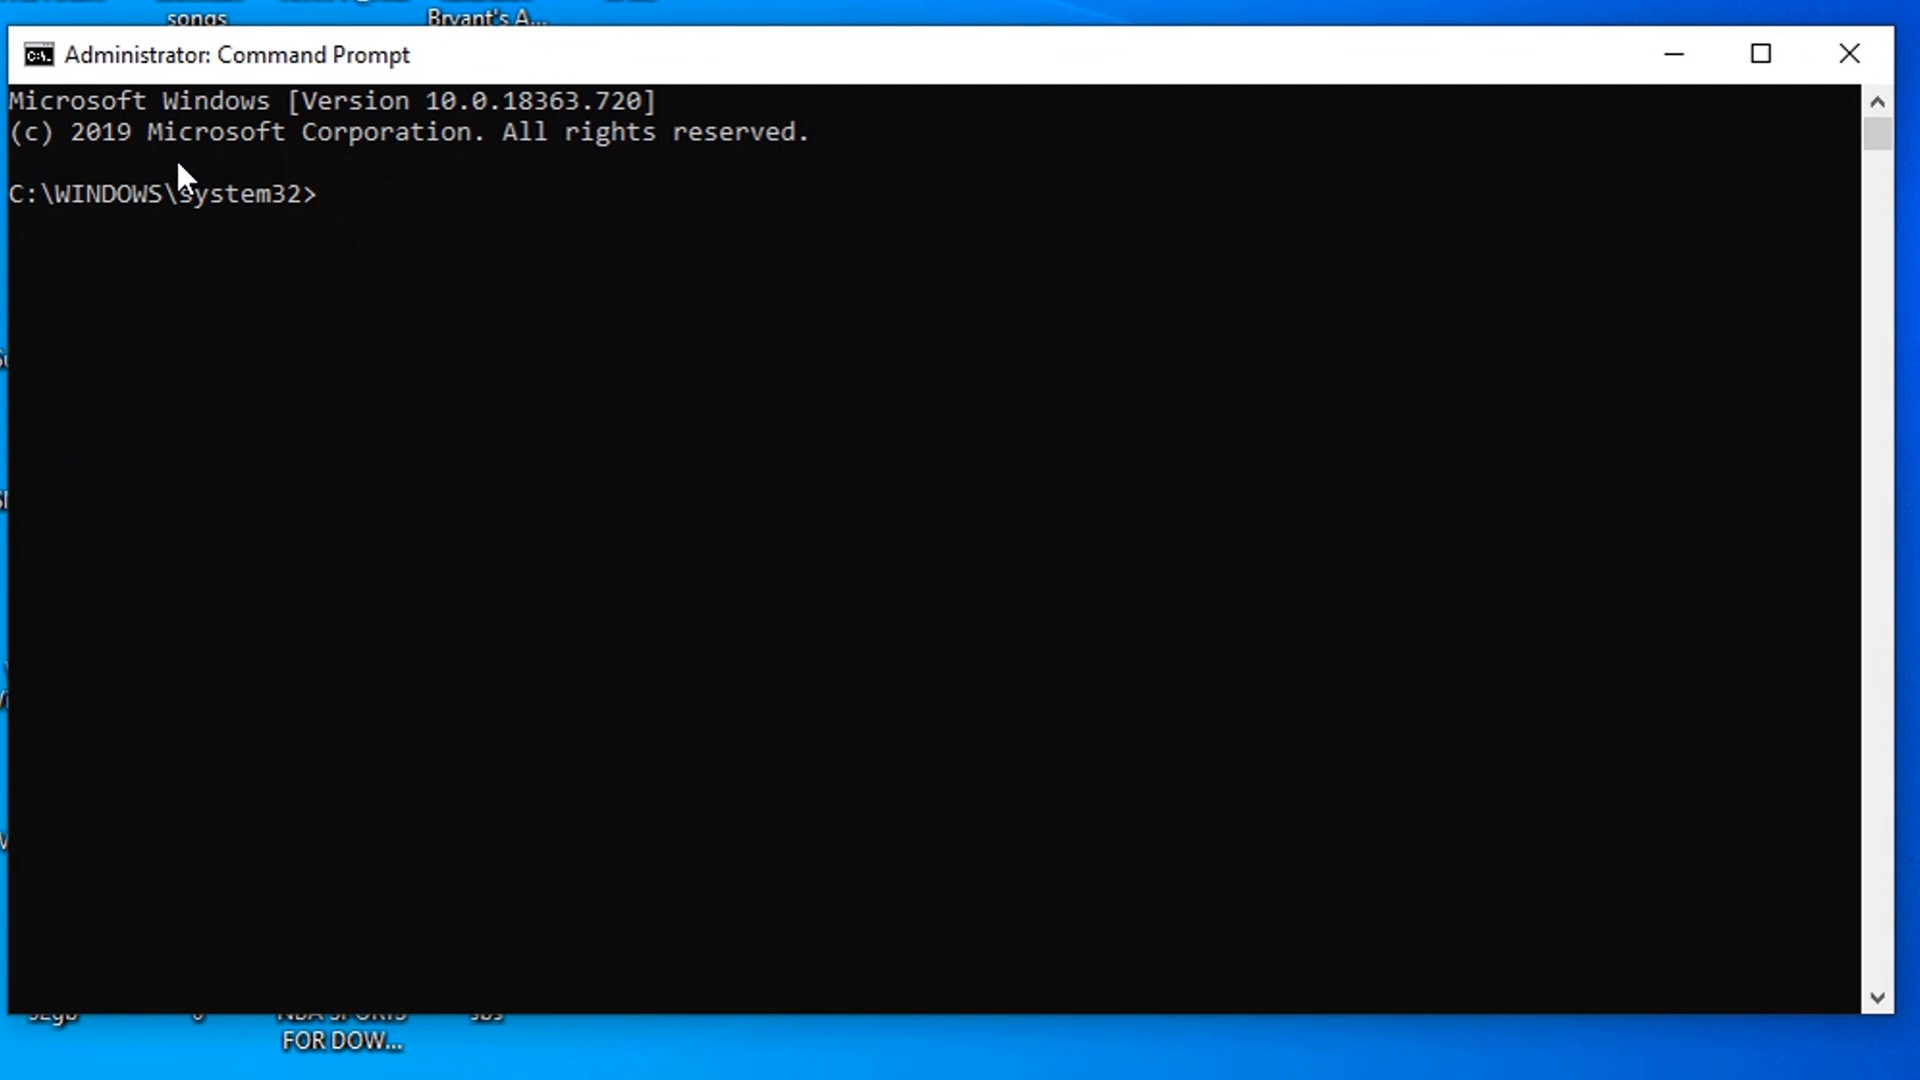 songs
Bryant's A...
C:\.
Administrator: Command Prompt
Microsoft Windows [Version 10.0.18363.720]
(c) 2019 Microsoft Corporation. All rights reserved.
C:\WINDOWS\system32>
FOR DOW...